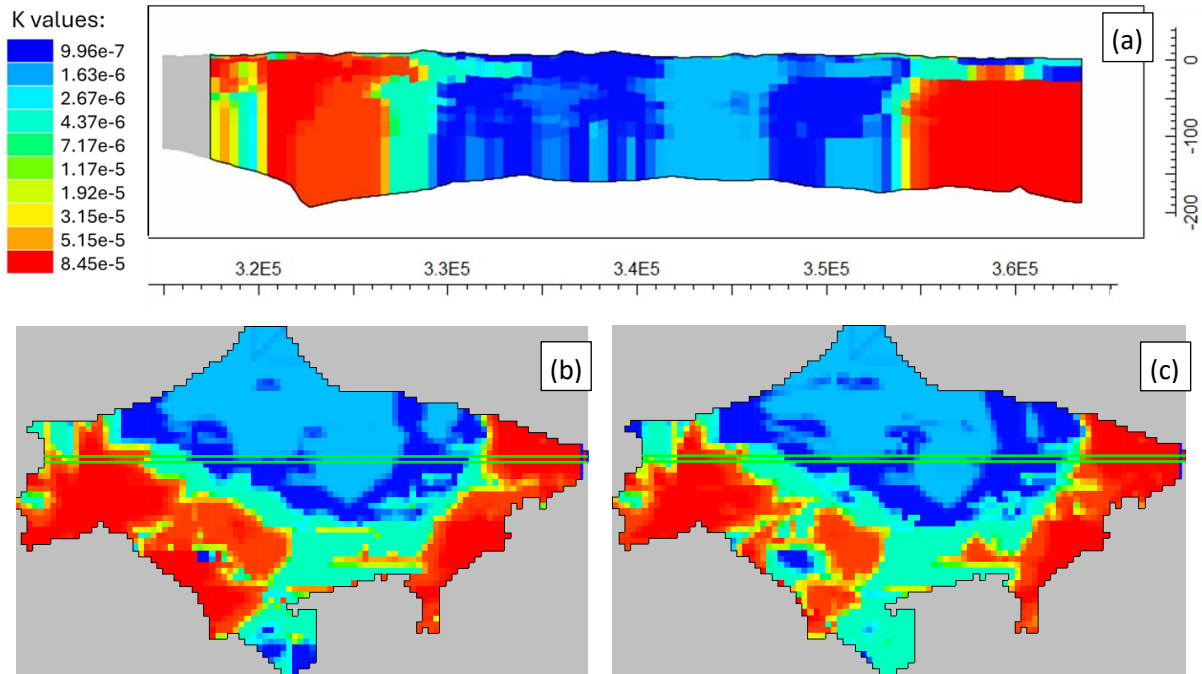 K values:
9.96e-7
1.63e-6
2.67e-6
4.37e-6
7.17e-6
1.17e-5
1.92e-5
3.15e-5
5.15e-5
8.45e-5
(a)
0
-100
-200
3.2E5 3.3E5 3.4E5 3.5E5 3.6E5
(b)
(c)